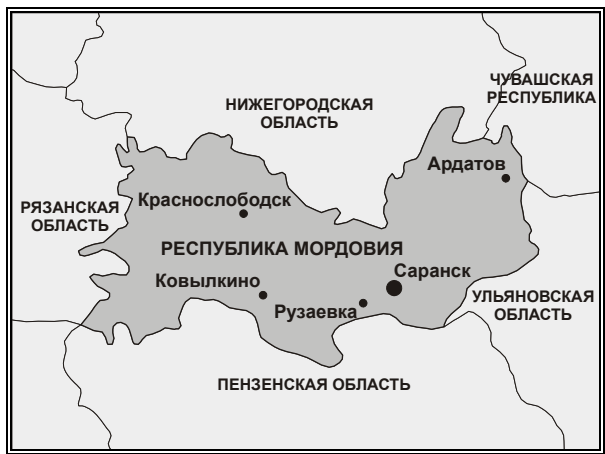 ЧУВАШСКАЯ
РЕСПУБЛИКА
НИЖЕГОРОДСКАЯ
ОБЛАСТЬ
Ардатов
Краснослободск
РЯЗАНСКАЯ
ОБЛАСТЬ
РЕСПУБЛИКА МОРДОВИЯ
Саранск
Ковылкино
Рузаевка
УЛЬЯНОВСКАЯ
ОБЛАСТЬ
ПЕНЗЕНСКАЯ ОБЛАСТЬ